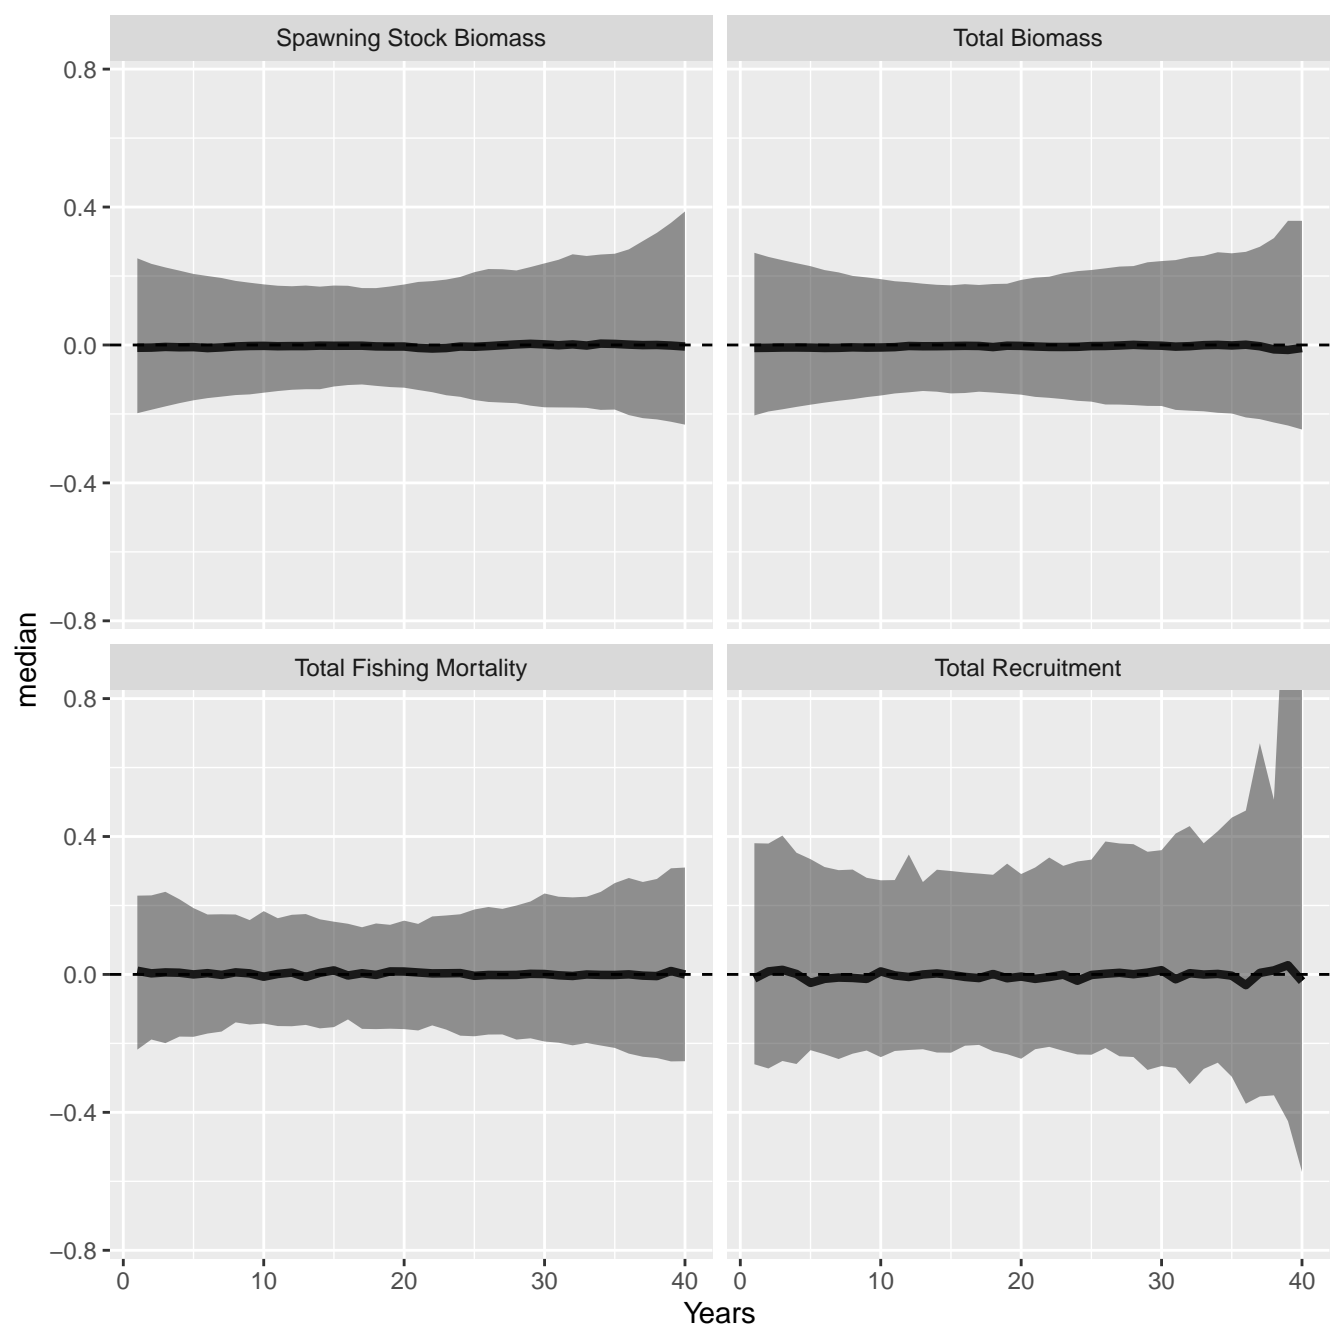 Spawning Stock Biomass
Total Biomass
0.8
0.4
0.0
−0.4
−0.8
median
Total Fishing Mortality
Total Recruitment
0.8
0.4
0.0
−0.4
−0.8
0 10 20 30 40
0 10 20 30 40
Years